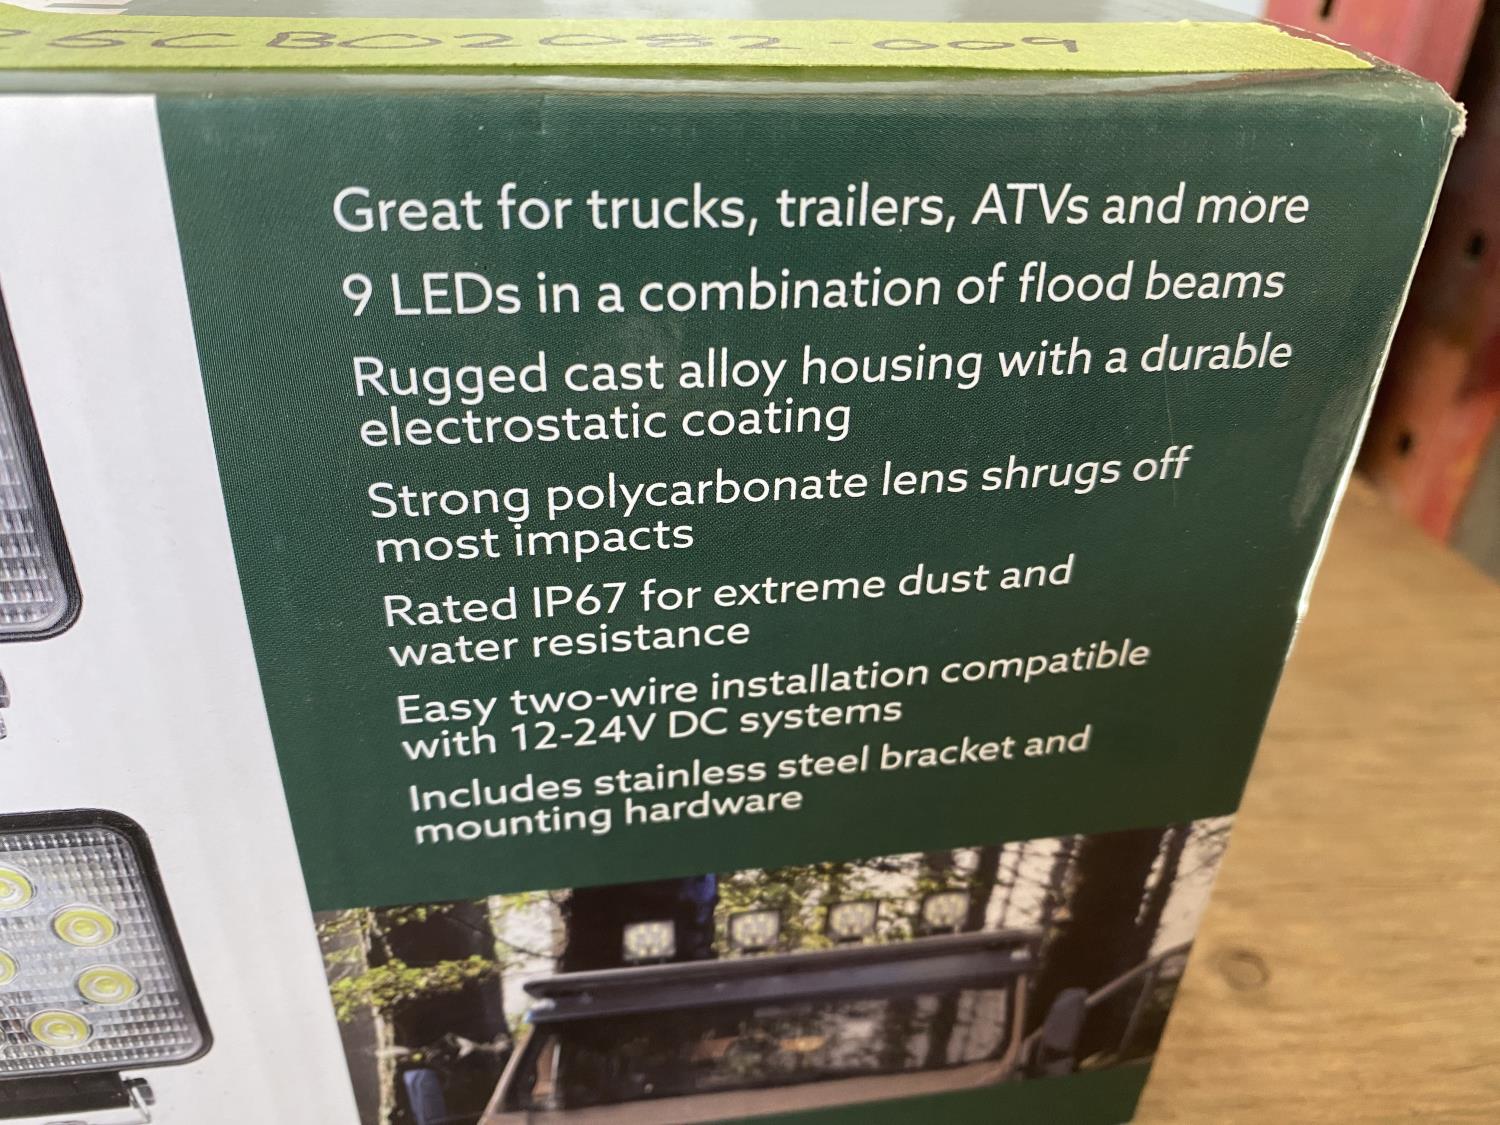 25CBO2082-009
Great for trucks, trailers, ATVs and more
9 LEDs in a combination of flood beams
Rugged cast alloy housing with a durable
electrostatic coating
Strong polycarbonate lens shrugs off
most impacts
Rated IP67 for extreme dust and
water resistance
Easy two-wire installation compatible
with 12-24V DC systems
Includes stainless steel bracket and
mounting hardware